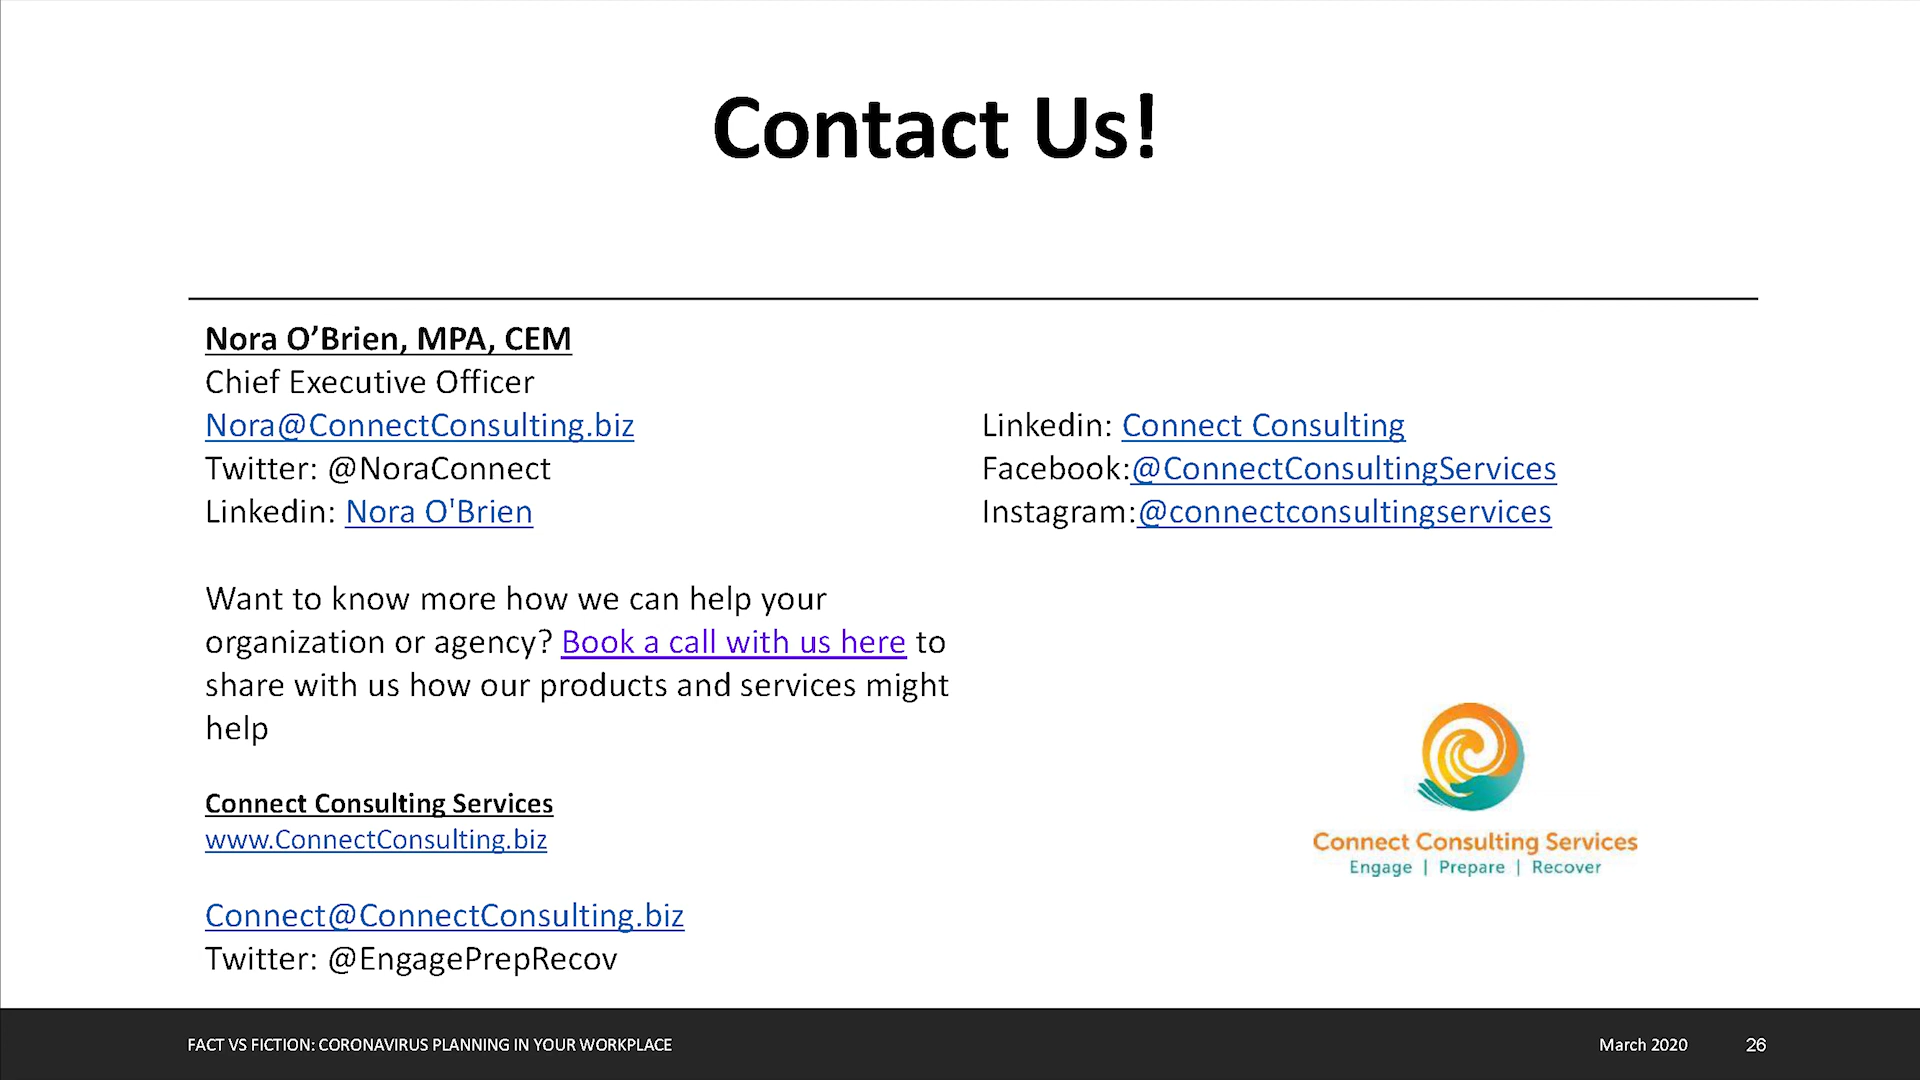 Contact Us!
Nora O’Brien, MPA, CEM
Chief Executive Officer
Nora@ConnectConsulting.biz
Twitter: @NoraConnect
Linkedin: Nora O'Brien
Want to know more how we can help your
organization or agency? Book a call with us here to
share with us how our products and services might
help
Connect Consulting Services
www.ConnectConsulting.biz
Connect@ConnectConsulting.biz
Twitter: @EngagePrepRecov
Linkedin: Connect Consulting
Facebook:@ConnectConsultingServices
Instagram:@connectconsultingservices
Connect Consulting Services
Engage | Prepare | Recover
FACT VS FICTION: CORONAVIRUS PLANNING IN YOUR WORKPLACE
March 2020
26